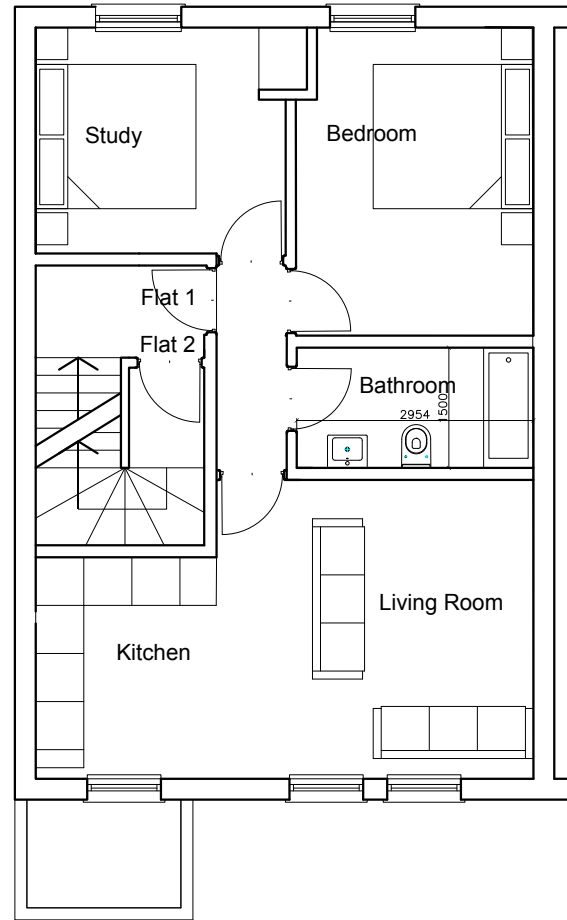 Study
Bedroom
Flat 1
Flat 2
Bathroom
2954
1500
Living Room
Kitchen